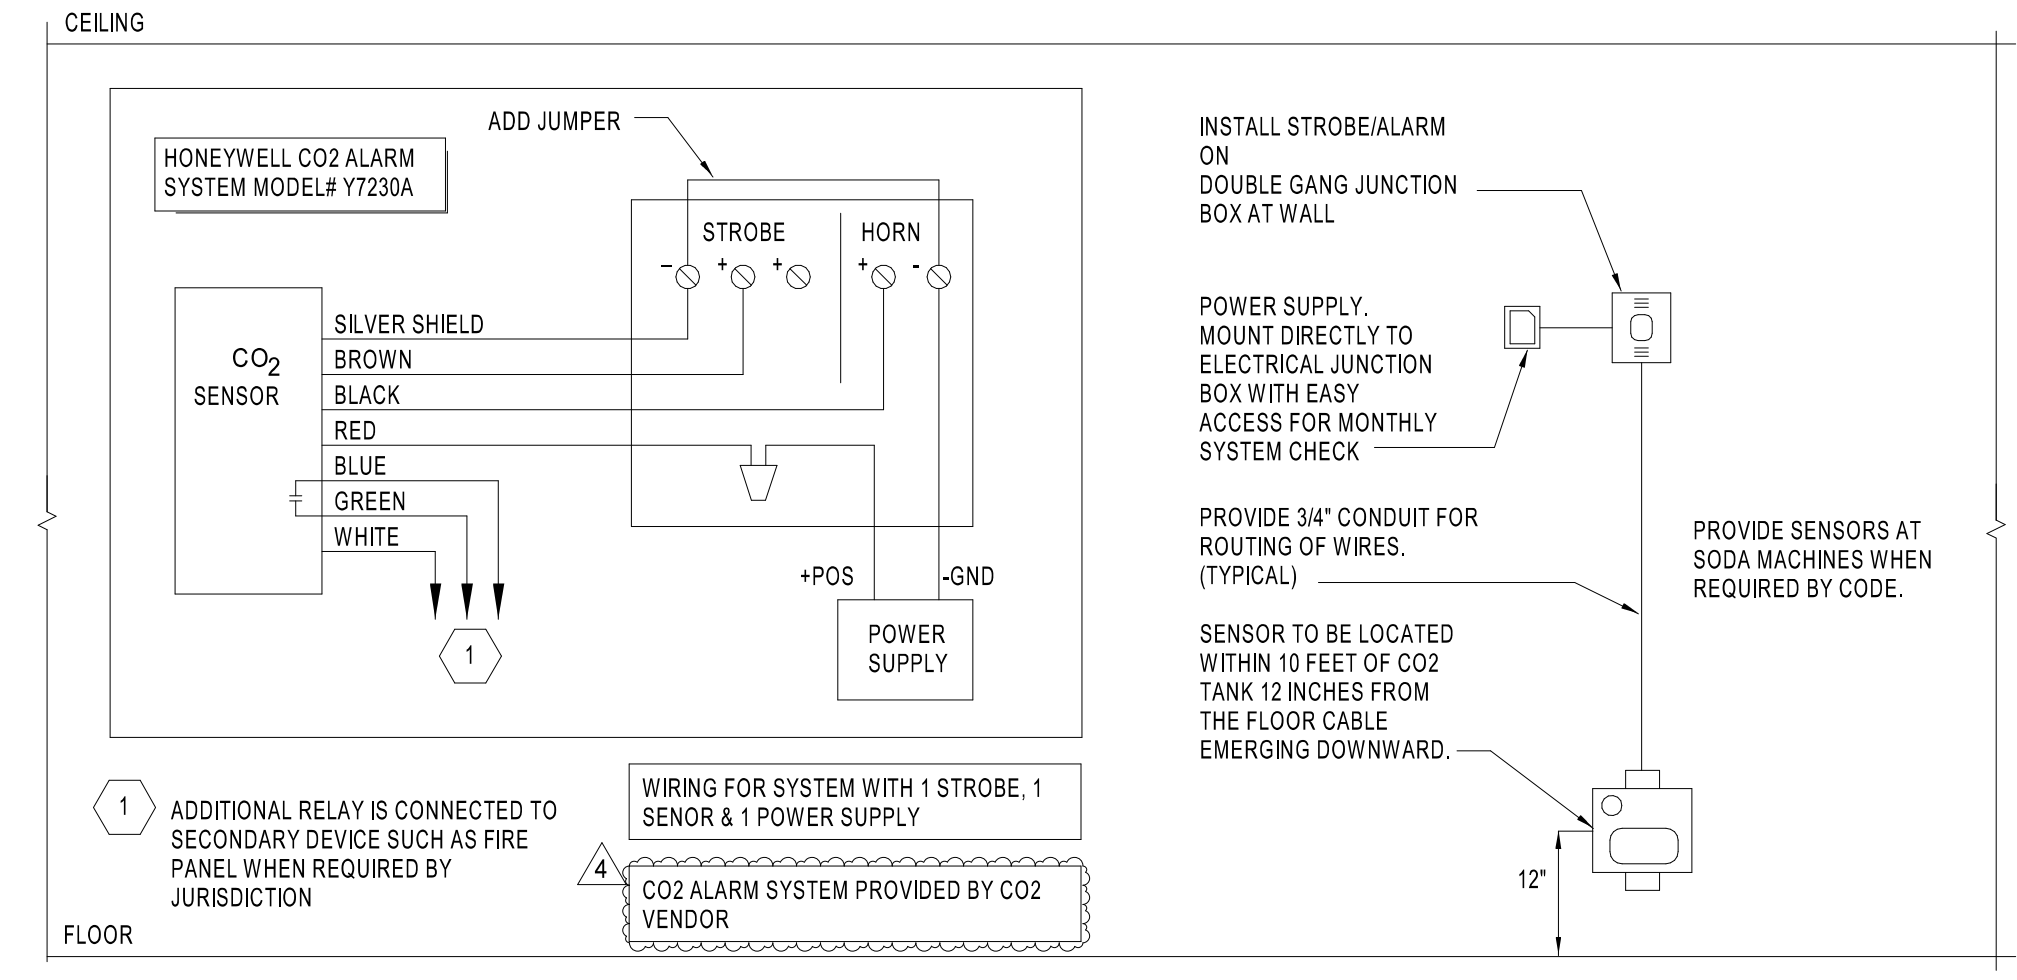 CEILING
ADD JUMPER
HONEYWELL CO2 ALARM
SYSTEM MODEL# Y7230A
STROBE
HORN
– + + + -
CO2
SENSOR
SILVER SHIELD
BROWN
BLACK
RED
BLUE
GREEN
WHITE
1
+POS
-GND
POWER
SUPPLY
1
ADDITIONAL RELAY IS CONNECTED TO
SECONDARY DEVICE SUCH AS FIRE
PANEL WHEN REQUIRED BY
JURISDICTION
WIRING FOR SYSTEM WITH 1 STROBE, 1
SENOR & 1 POWER SUPPLY
4
CO2 ALARM SYSTEM PROVIDED BY CO2
VENDOR
FLOOR
INSTALL STROBE/ALARM
ON
DOUBLE GANG JUNCTION
BOX AT WALL
POWER SUPPLY.
MOUNT DIRECTLY TO
ELECTRICAL JUNCTION
BOX WITH EASY
ACCESS FOR MONTHLY
SYSTEM CHECK
PROVIDE 3/4" CONDUIT FOR
ROUTING OF WIRES.
(TYPICAL)
SENSOR TO BE LOCATED
WITHIN 10 FEET OF CO2
TANK 12 INCHES FROM
THE FLOOR CABLE
EMERGING DOWNWARD.
12"
PROVIDE SENSORS AT
SODA MACHINES WHEN
REQUIRED BY CODE.